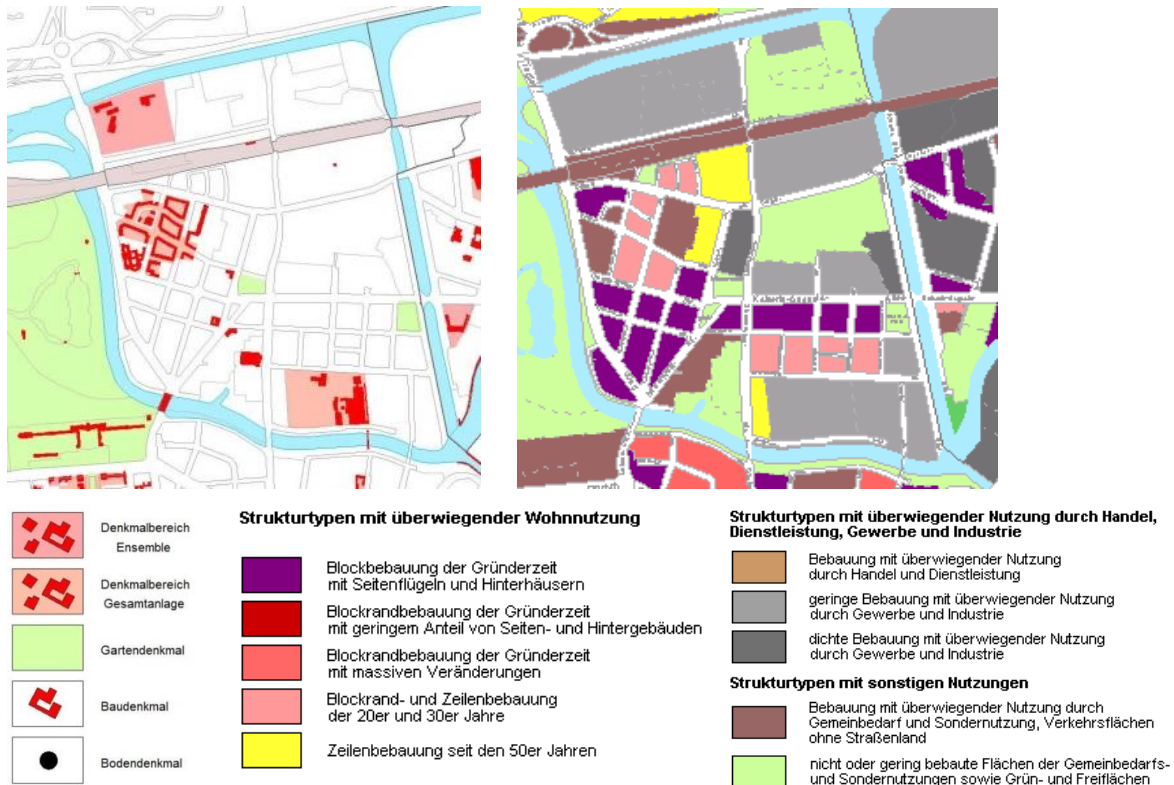 Denkmalbereich
Ensemble
Denkmalbereich
Gesamtanlage
Gartendenkmal
Baudenkmal
Bodendenkmal
Strukturtypen mit überwiegender Wohnnutzung
Blockbebauung der Gründerzeit
mit Seitenflügeln und Hinterhäusern
Blockrandbebauung der Gründerzeit
mit geringem Anteil von Seiten- und Hintergebäuden
Blockrandbebauung der Gründerzeit
mit massiven Veränderungen
Blockrand- und Zeilenbebauung
der 20er und 30er Jahre
Zeilenbebauung seit den 50er Jahren
Strukturtypen mit überwiegender Nutzung durch Handel,
Dienstleistung, Gewerbe und Industrie
Bebauung mit überwiegender Nutzung
durch Handel und Dienstleistung
geringe Bebauung mit überwiegender Nutzung
durch Gewerbe und Industrie
dichte Bebauung mit überwiegender Nutzung
durch Gewerbe und Industrie
Strukturtypen mit sonstigen Nutzungen
Bebauung mit überwiegender Nutzung durch
Gemeinbedarf und Sondernutzung, Verkehrsflächen
ohne Straßenland
nicht oder gering bebaute Flächen der Gemeinbedarfs-
und Sondernutzungen sowie Grün- und Freiflächen